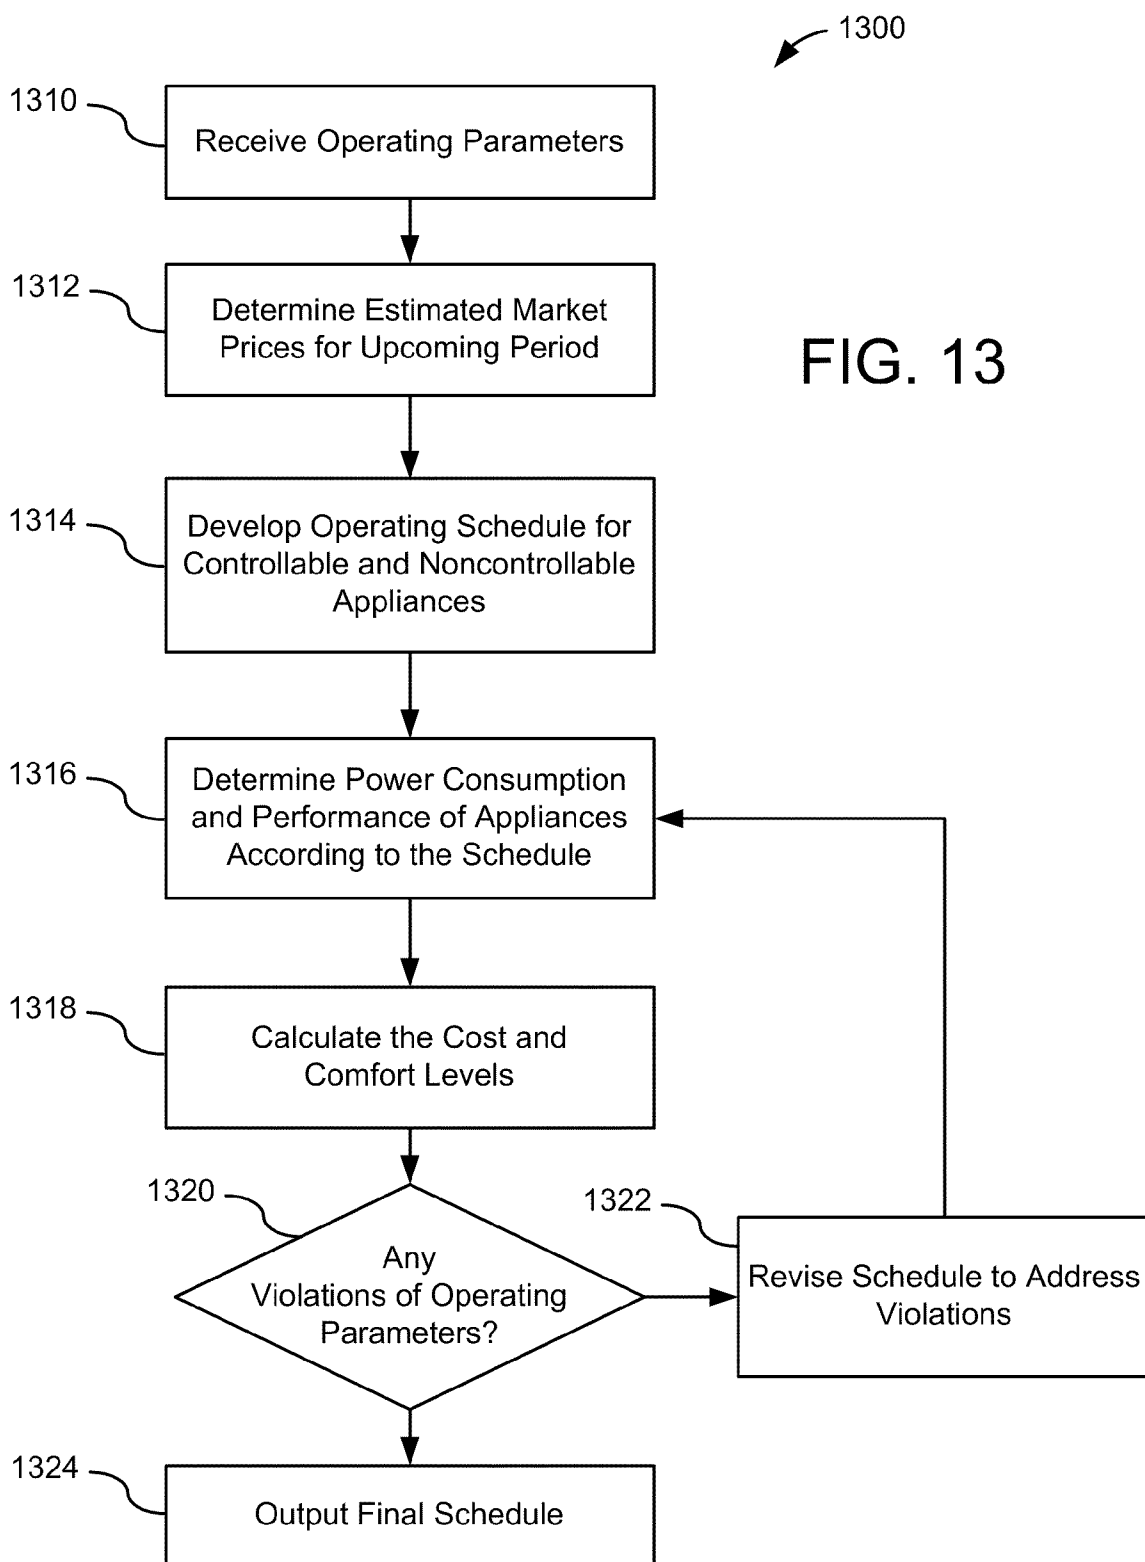 1300
1310
Receive Operating Parameters
1312
Determine Estimated Market
Prices for Upcoming Period
FIG. 13
1314
Develop Operating Schedule for
Controllable and Noncontrollable
Appliances
1316
Determine Power Consumption
and Performance of Appliances
According to the Schedule
1318
Calculate the Cost and
Comfort Levels
1320
Any
Violations of Operating
Parameters?
1322
Revise Schedule to Address
Violations
1324
Output Final Schedule